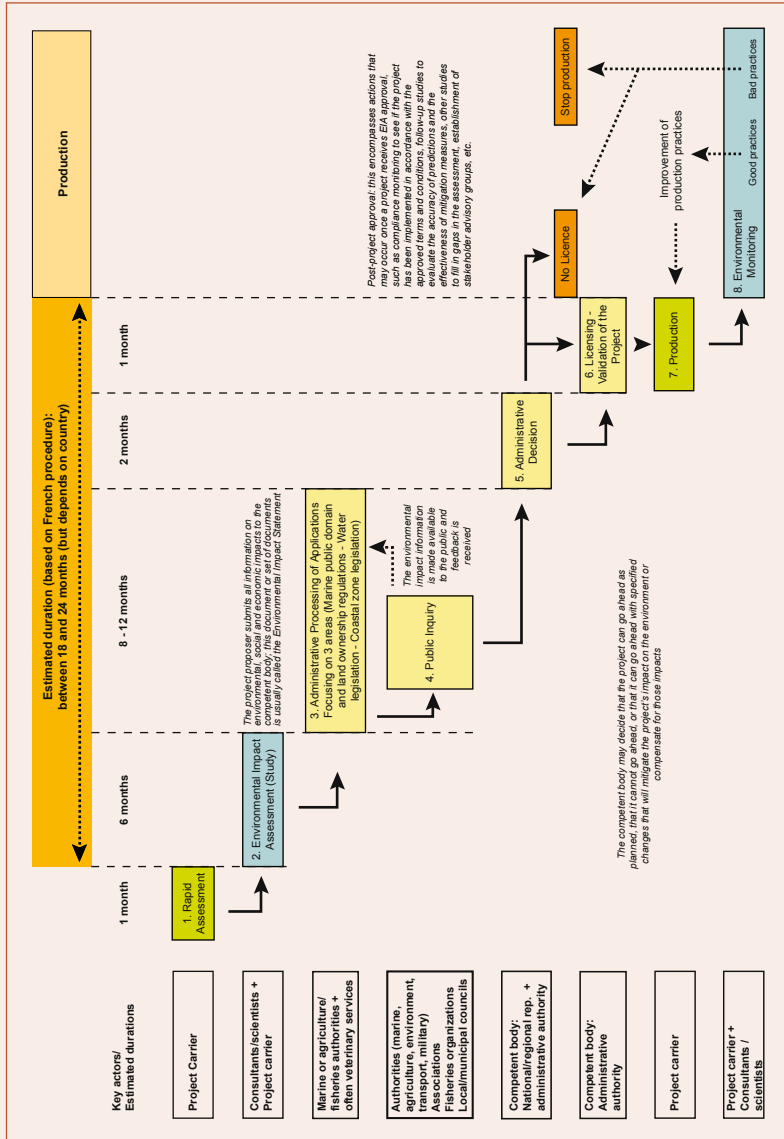 Estimated duration (based on French procedure):
between 18 and 24 months (but depends on country)
Production
Key actors/
Estimated durations
1 month
6 months
8 - 12 months
2 months
1 month
Project Carrier
1. Rapid
Assessment
Consultants/scientists +
Project carrier
2. Environmental Impact
Assessment (Study)
The project proposer submits all information on
environmental, social and economic impacts to the
competent body; this document or set of documents
is usually called the Environmental Impact Statement
Marine or agriculture/
fisheries authorities +
often veterinary services
3. Administrative Processing of Applications
Focusing on 3 areas (Marine public domain
and land ownership regulations - Water
legislation - Coastal zone legislation)
Post-project approval: this encompasses actions that
may occur once a project receives EIA approval,
such as compliance monitoring to see if the project
has been implemented in accordance with the
approved terms and conditions, follow-up studies to
evaluate the accuracy of predictions and the
effectiveness of mitigation measures, other studies
to fill in gaps in the assessment, establishment of
stakeholder advisory groups, etc.
Authorities (marine,
agriculture, environment,
transport, military)
Associations
Fisheries organizations
Local/municipal councils
4. Public Inquiry
The environmental
impact information
is made available
to the public and
feedback is
received
Competent body:
National/regional rep. +
administrative authority
5. Administrative
Decision
Competent body:
Administrative
authority
The competent body may decide that the project can go ahead as
planned, that it cannot go ahead, or that it can go ahead with specified
changes that will mitigate the project's impact on the environment or
compensate for those impacts
6. Licensing -
Validation of the
Project
No Licence
Stop production
Project carrier
7. Production
Improvement of
production practices
Project carrier +
Consultants /
scientists
8. Environmental
Monitoring
Good practices
Bad practices